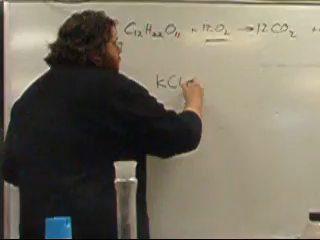 C₁₂H₂₂O₁₁ + 12O₂ → 12CO₂ +
KCl